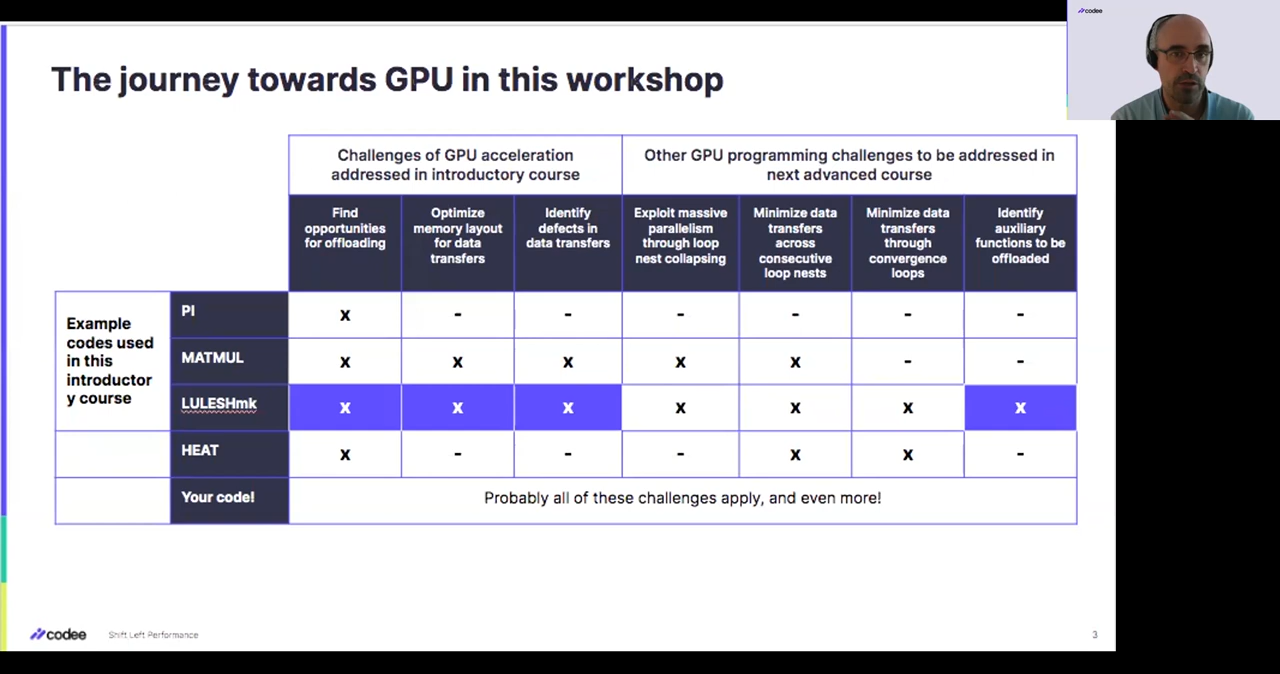 codee
The journey towards GPU in this workshop
Challenges of GPU acceleration
addressed in introductory course
Other GPU programming challenges to be addressed in
next advanced course
Find
opportunities
for offloading
Optimize
memory layout
for data
transfers
Identify
defects in
data transfers
Exploit massive
parallelism
through loop
nest collapsing
Minimize data
transfers
across
consecutive
loop nests
Minimize data
transfers
through
convergence
loops
Identify
auxiliary
functions to be
offloaded
Example
codes used
in this
introductor
y course
PI
x - - - - - -
MATMUL
x x x x x - -
LULESHmk
x x x x x x x
HEAT
x - - - x x -
Your code!
Probably all of these challenges apply, and even more!
codee
Shift Left Performance
3